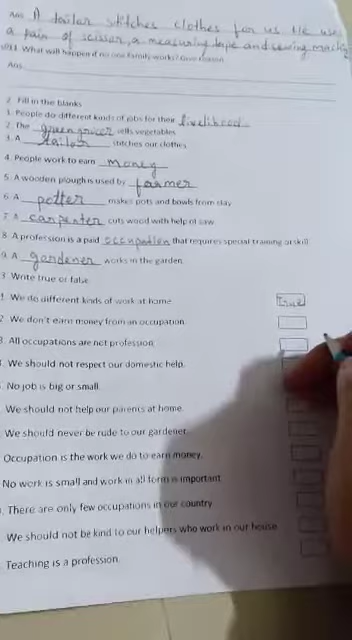 Ans A tailor stitches clothes for us. He uses
a pair of scissor, a measuring tape and sewing machine
What will happen if no one family works? Give reason
Ans
2. Fill in the blanks
1. People do different kinds of jobs for their livelihood
2. The greengrocer sells vegetables
3. A tailor stitches our clothes
4. People work to earn money
5. A wooden plough is used by farmer
6. A potter makes pots and bowls from clay
7. A carpenter cuts wood with help of saw
8. A profession is a paid occupation that requires special training or skill
9. A gardener works in the garden
3. Write true or false
1. We do different kinds of work at home True
2. We don't earn money from an occupation.
3. All occupations are not profession
We should not respect our domestic help.
No job is big or small.
We should not help our parents at home
We should never be rude to our gardener.
Occupation is the work we do to earn money.
No work is small and work in all form is important
There are only few occupations in our country
We should not be kind to our helpers who work in our house
Teaching is a profession.